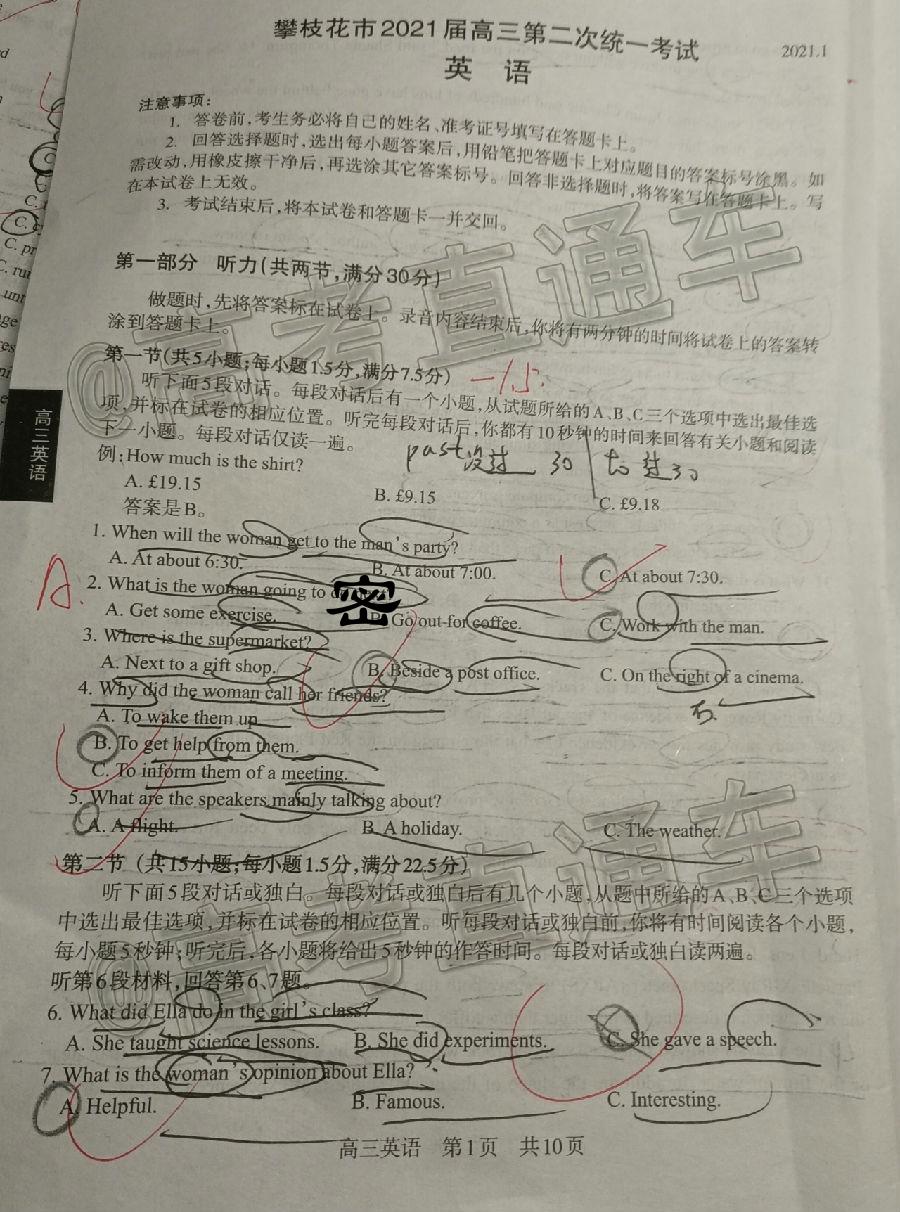 攀枝花市2021届高三第二次统一考试
2021.1
英 语
注意事项:
1. 答卷前,考生务必将自己的姓名、准考证号填写在答题卡上。
2. 回答选择题时,选出每小题答案后,用铅笔把答题卡上对应题目的答案标号涂黑。如
需改动,用橡皮擦干净后,再选涂其它答案标号。回答非选择题时,将答案写在答题卡上。写
在本试卷上无效。
3. 考试结束后,将本试卷和答题卡一并交回。
第一部分 听力(共两节,满分30分)
做题时,先将答案标在试卷上。录音内容结束后,你将有两分钟的时间将试卷上的答案转
涂到答题卡上。
第一节(共5小题;每小题1.5分,满分7.5分)
-1.5
听下面5段对话。每段对话后有一个小题,从试题所给的A、B、C三个选项中选出最佳选
项,并标在试卷的相应位置。听完每段对话后,你都有10秒钟的时间来回答有关小题和阅读
下一小题。每段对话仅读一遍。
past没过 30 to 过30
例:How much is the shirt?
A. £19.15 B. £9.15 C. £9.18
答案是B。
1. When will the woman get to the man's party?
A. At about 6:30. B. At about 7:00. C. At about 7:30.
A.
2. What is the woman going to do next?
密
A. Get some exercise. B. Go out for coffee. C. Work with the man.
3. Where is the supermarket?
A. Next to a gift shop. B. Beside a post office. C. On the right of a cinema.
右
4. Why did the woman call her friends?
A. To wake them up.
B. To get help from them.
C. To inform them of a meeting.
5. What are the speakers mainly talking about?
A. A flight. B. A holiday. C. The weather.
第二节 (共15小题;每小题1.5分,满分22.5分)
听下面5段对话或独白。每段对话或独白后有几个小题,从题中所给的A、B、C三个选项
中选出最佳选项,并标在试卷的相应位置。听每段对话或独白前,你将有时间阅读各个小题,
每小题5秒钟;听完后,各小题将给出5秒钟的作答时间。每段对话或独白读两遍。
听第6段材料,回答第6、7题。
6. What did Ella do in the girl's class?
A. She taught science lessons. B. She did experiments. C. She gave a speech.
7. What is the woman's opinion about Ella?
A. Helpful. B. Famous. C. Interesting.
高三英语 第1页 共10页
高三英语
@高考直通车
@高考直通车